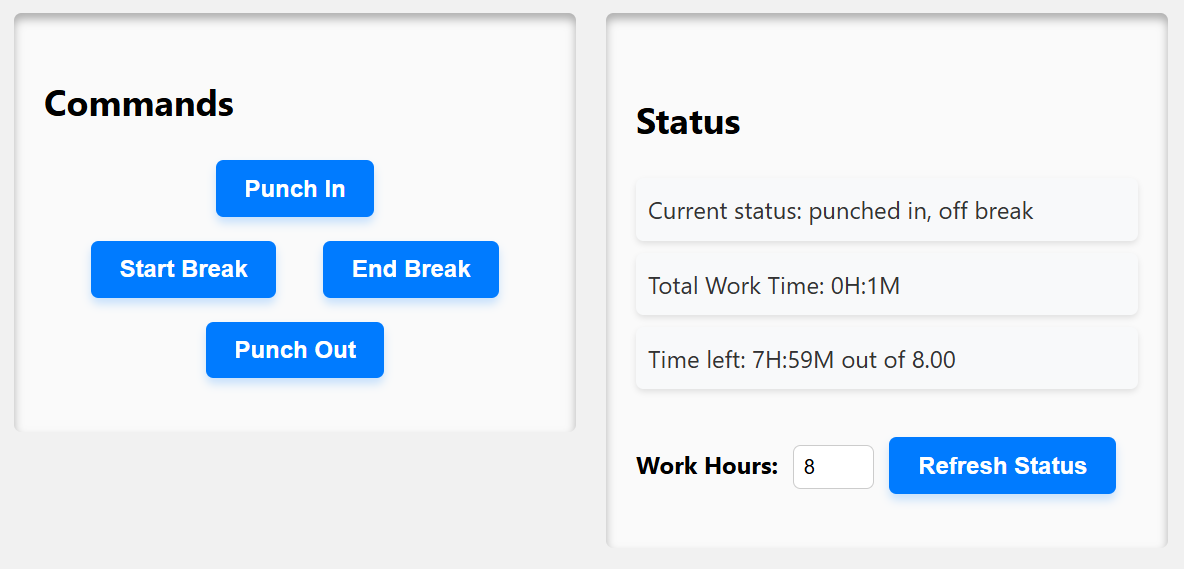 Commands
Punch In
Start Break
End Break
Punch Out
Status
Current status: punched in, off break
Total Work Time: 0H:1M
Time left: 7H:59M out of 8.00
Work Hours: 8 Refresh Status